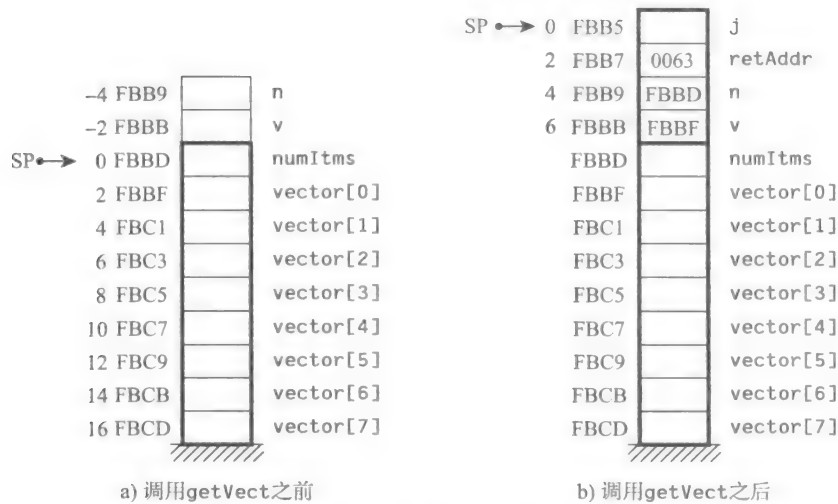 -4 FBB9 n
-2 FBBB v
SP 0 FBBD numItms
2 FBBF vector[0]
4 FBC1 vector[1]
6 FBC3 vector[2]
8 FBC5 vector[3]
10 FBC7 vector[4]
12 FBC9 vector[5]
14 FBCB vector[6]
16 FBCD vector[7]
a) 调用getVect之前
SP 0 FBB5 j
2 FBB7 0063 retAddr
4 FBB9 FBBD n
6 FBBB FBBF v
FBBD numItms
FBBF vector[0]
FBC1 vector[1]
FBC3 vector[2]
FBC5 vector[3]
FBC7 vector[4]
FBC9 vector[5]
FBCB vector[6]
FBCD vector[7]
b) 调用getVect之后